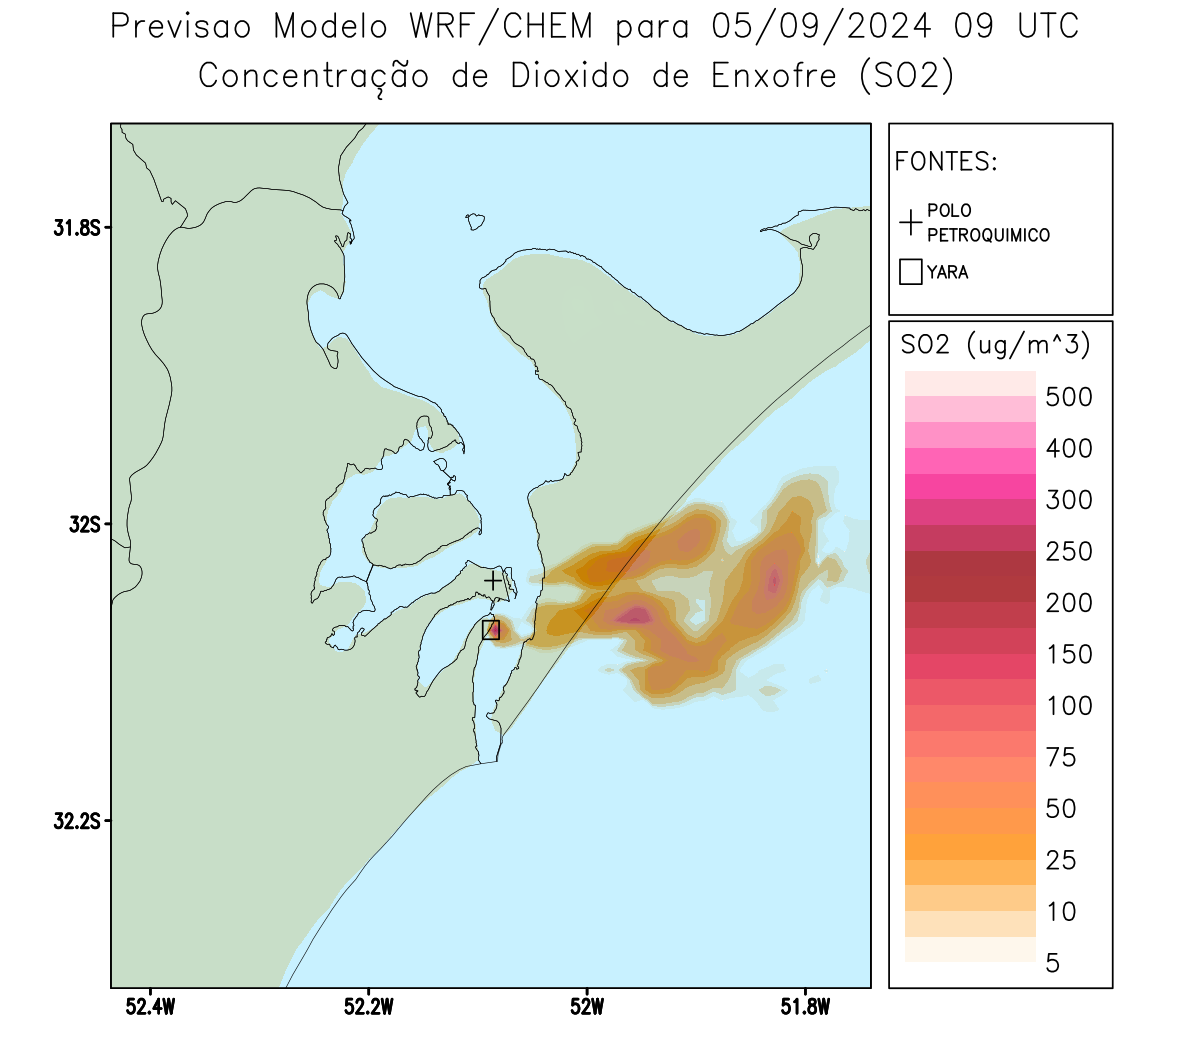 Previsao Modelo WRF/CHEM para 05/09/2024 09 UTC
Concentração de Dioxido de Enxofre (SO2)
FONTES:
POLO
PETROQUIMICO
YARA
SO2 (ug/m^3)
500
400
300
250
200
150
100
75
50
25
10
5
31.8S
32S
32.2S
52.4W
52.2W
52W
51.8W